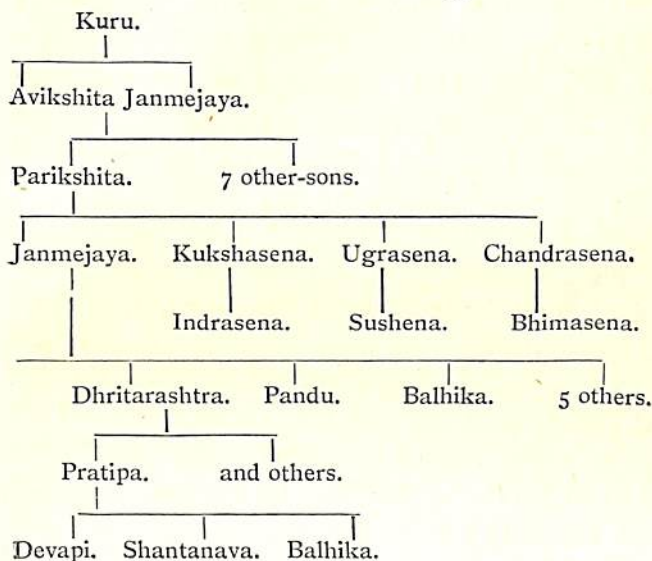 Kuru.
Avikshita Janmejaya.
Parikshita. 7 other-sons.
Janmejaya. Kukshasena. Ugrasena. Chandrasena.
Indrasena. Sushena. Bhimasena.
Dhritarashtra. Pandu. Balhika. 5 others.
Pratipa. and others.
Devapi. Shantanava. Balhika.